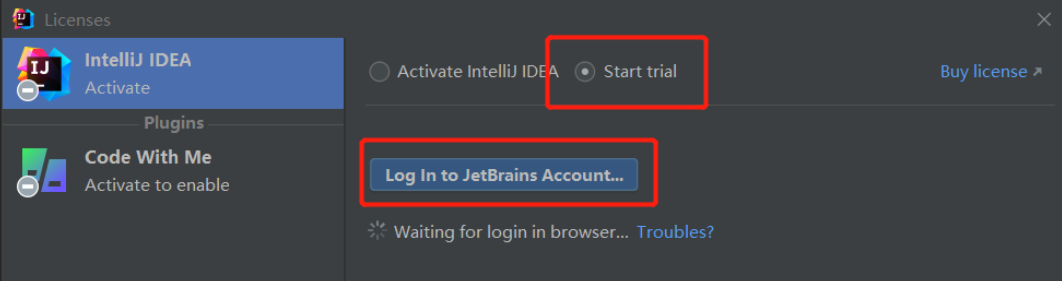 Licenses
IntelliJ IDEA
Activate
Plugins
Code With Me
Activate to enable
Activate IntelliJ IDEA Start trial Buy license
Log In to JetBrains Account...
Waiting for login in browser... Troubles?
IJ